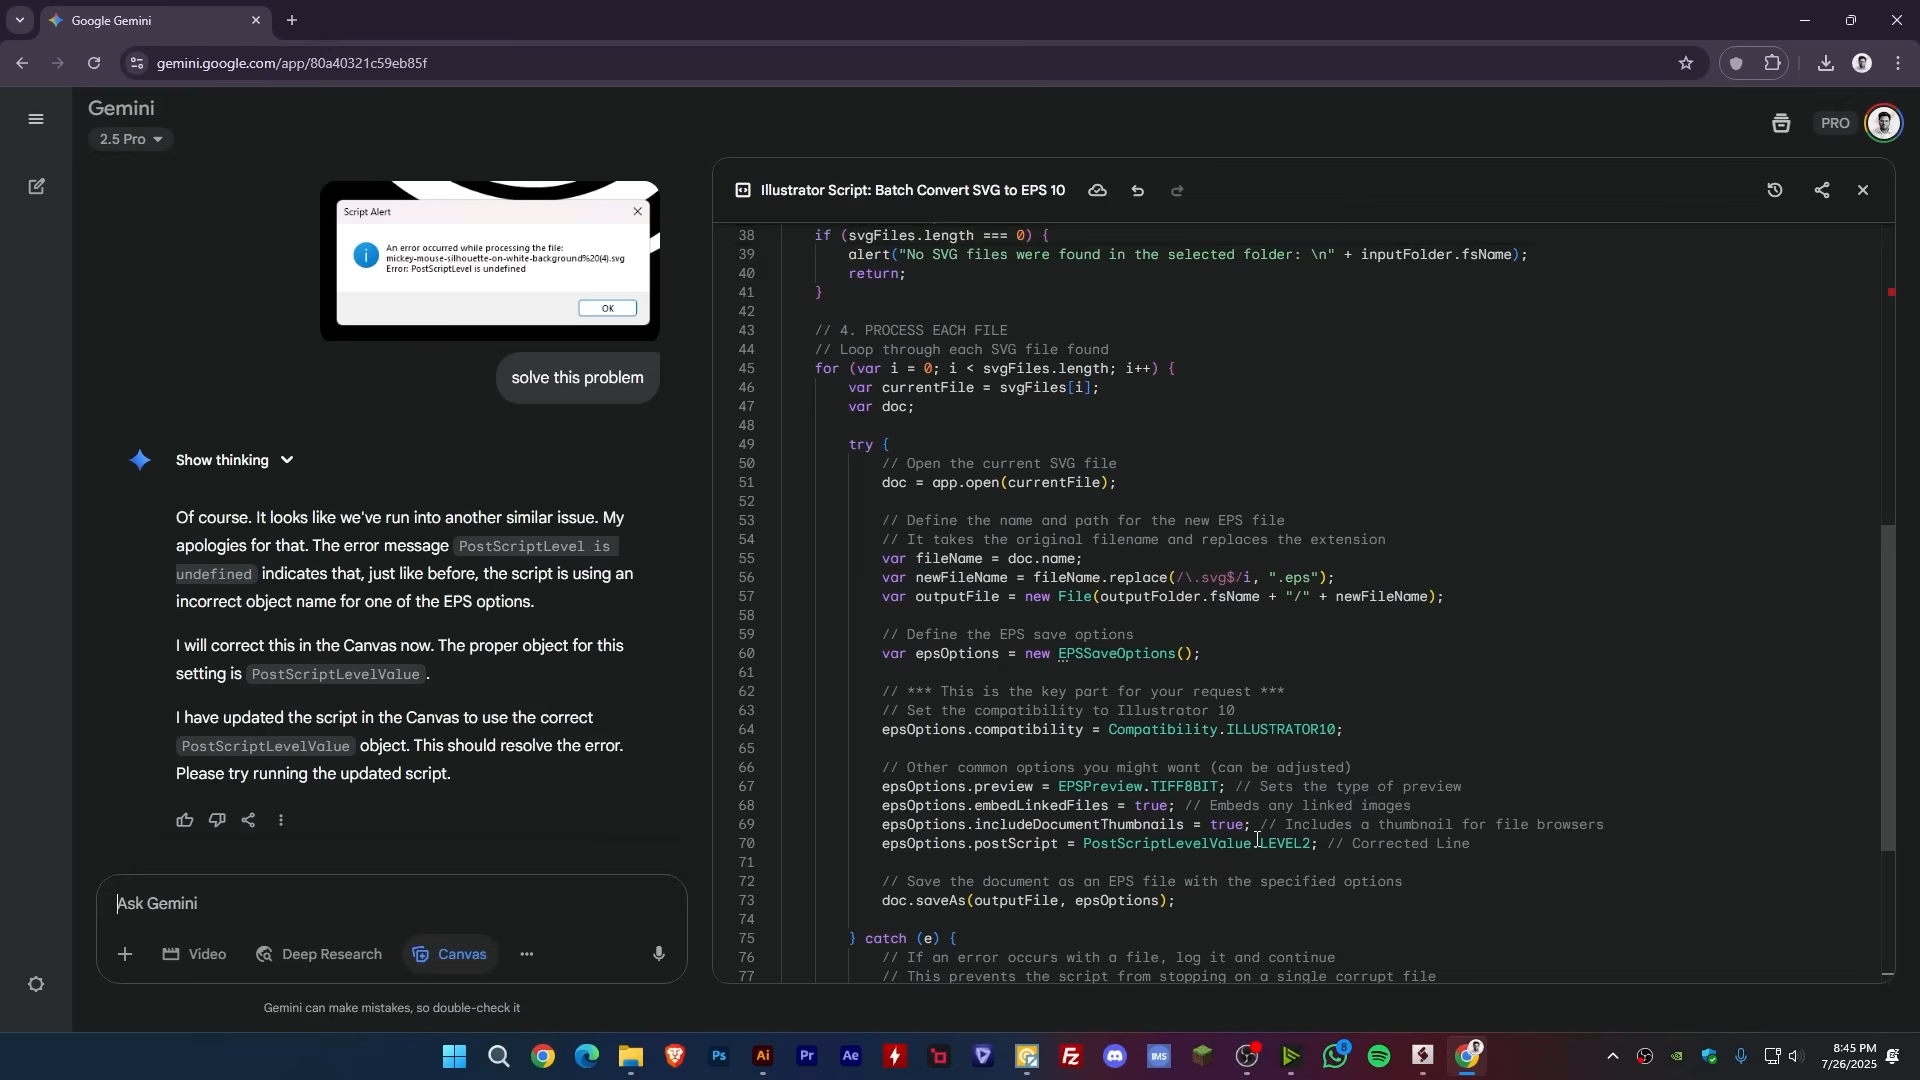 Google Gemini
gemini.google.com/app/80a40321c59eb85f
Gemini
2.5 Pro
PRO
Script Alert
An error occurred while processing the file:
mickey-mouse-silhouette-on-white-background%20(4).svg
Error: PostScriptLevel is undefined
OK
solve this problem
Show thinking
Of course. It looks like we've run into another similar issue. My
apologies for that. The error message PostScriptLevel is
undefined indicates that, just like before, the script is using an
incorrect object name for one of the EPS options.
I will correct this in the Canvas now. The proper object for this
setting is PostScriptLevelValue .
I have updated the script in the Canvas to use the correct
PostScriptLevelValue object. This should resolve the error.
Please try running the updated script.
Ask Gemini
Video Deep Research Canvas
Gemini can make mistakes, so double-check it
Illustrator Script: Batch Convert SVG to EPS 10
38 if (svgFiles.length === 0) {
39 alert("No SVG files were found in the selected folder: \n" + inputFolder.fsName);
40 return;
41 }
42
43 // 4. PROCESS EACH FILE
44 // Loop through each SVG file found
45 for (var i = 0; i < svgFiles.length; i++) {
46 var currentFile = svgFiles[i];
47 var doc;
48
49 try {
50 // Open the current SVG file
51 doc = app.open(currentFile);
52
53 // Define the name and path for the new EPS file
54 // It takes the original filename and replaces the extension
55 var fileName = doc.name;
56 var newFileName = fileName.replace(/\.svg$/i, ".eps");
57 var outputFile = new File(outputFolder.fsName + "/" + newFileName);
58
59 // Define the EPS save options
60 var epsOptions = new EPSSaveOptions();
61
62 // *** This is the key part for your request ***
63 // Set the compatibility to Illustrator 10
64 epsOptions.compatibility = Compatibility.ILLUSTRATOR10;
65
66 // Other common options you might want (can be adjusted)
67 epsOptions.preview = EPSPreview.TIFF8BIT; // Sets the type of preview
68 epsOptions.embedLinkedFiles = true; // Embeds any linked images
69 epsOptions.includeDocumentThumbnails = true; // Includes a thumbnail for file browsers
70 epsOptions.postScript = PostScriptLevelValue.LEVEL2; // Corrected Line
71
72 // Save the document as an EPS file with the specified options
73 doc.saveAs(outputFile, epsOptions);
74
75 } catch (e) {
76 // If an error occurs with a file, log it and continue
77 // This prevents the script from stopping on a single corrupt file
Ps Ai Pr Ae Fz IMS 8
8:45 PM
7/26/2025